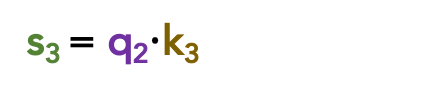 s₃ = q₂·k₃